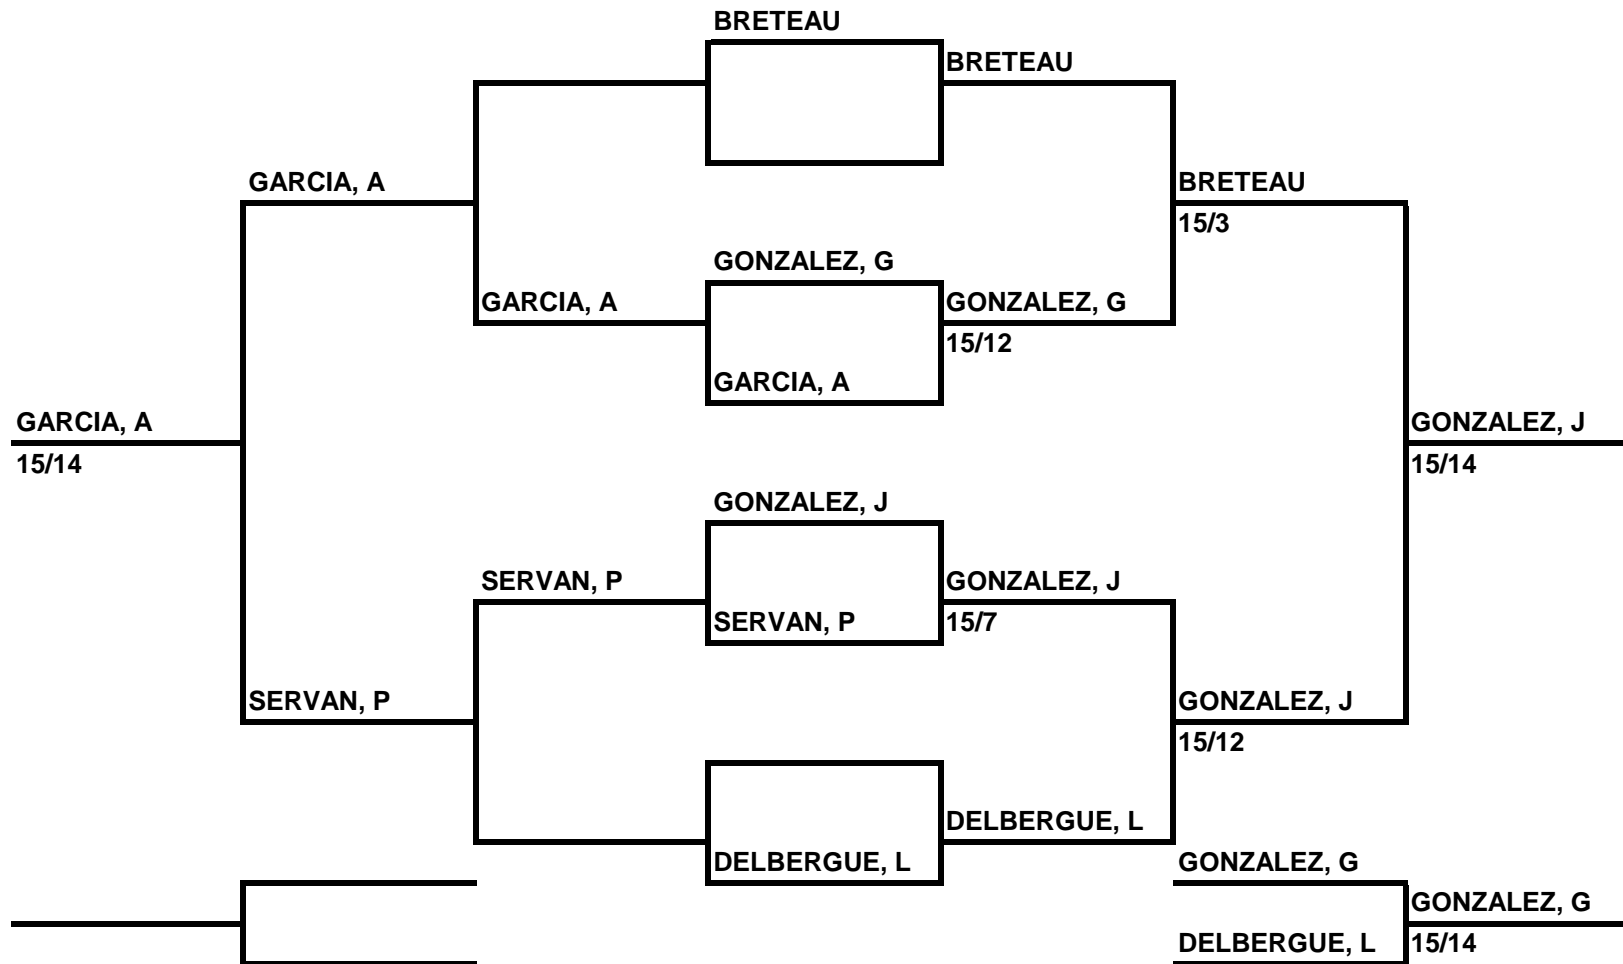 BRETEAU
BRETEAU
GARCIA, A
BRETEAU
15/3
GONZALEZ, G
GARCIA, A
GONZALEZ, G
15/12
GARCIA, A
GARCIA, A
15/14
GONZALEZ, J
15/14
GONZALEZ, J
SERVAN, P
GONZALEZ, J
SERVAN, P
15/7
SERVAN, P
GONZALEZ, J
15/12
DELBERGUE, L
DELBERGUE, L
GONZALEZ, G
GONZALEZ, G
DELBERGUE, L
15/14